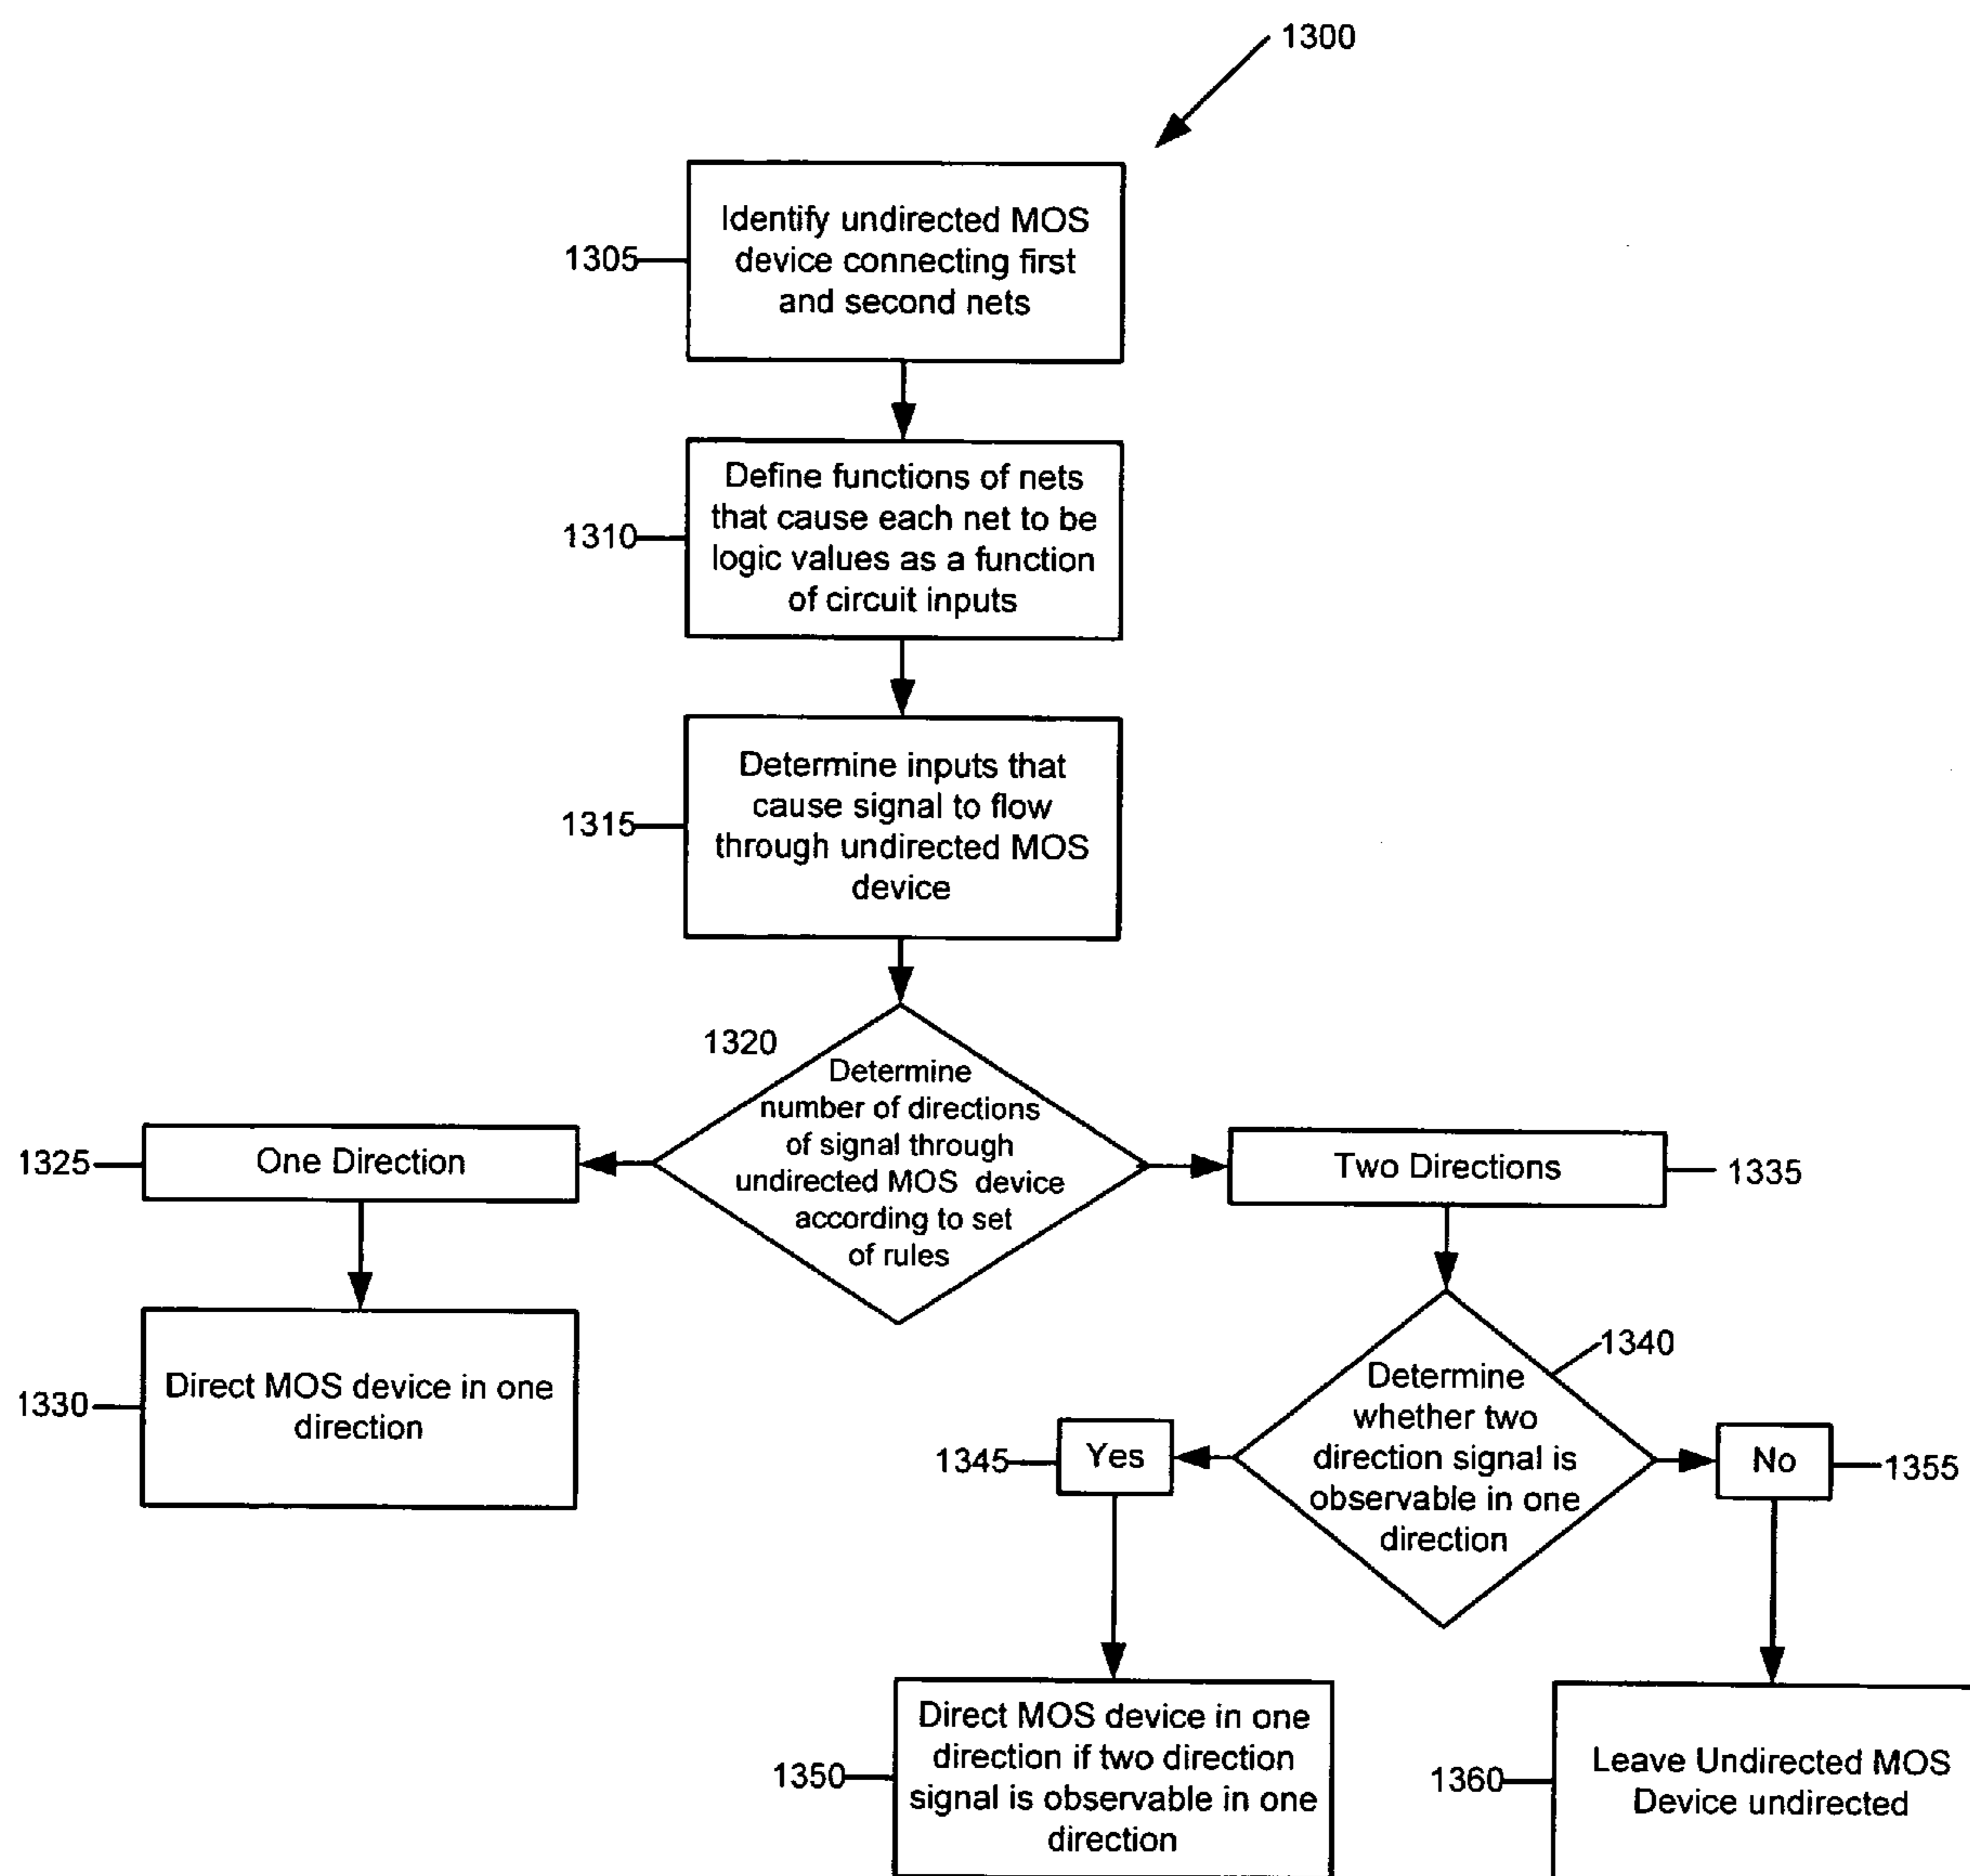 1300
1305
Identify undirected MOS
device connecting first
and second nets
1310
Define functions of nets
that cause each net to be
logic values as a function
of circuit inputs
1315
Determine inputs that
cause signal to flow
through undirected MOS
device
1320
Determine
number of directions
of signal through
undirected MOS device
according to set
of rules
1325
One Direction
Two Directions
1335
1330
Direct MOS device in one
direction
1340
Determine
whether two
direction signal is
observable in one
direction
1345
Yes
No
1355
1350
Direct MOS device in one
direction if two direction
signal is observable in one
direction
1360
Leave Undirected MOS
Device undirected